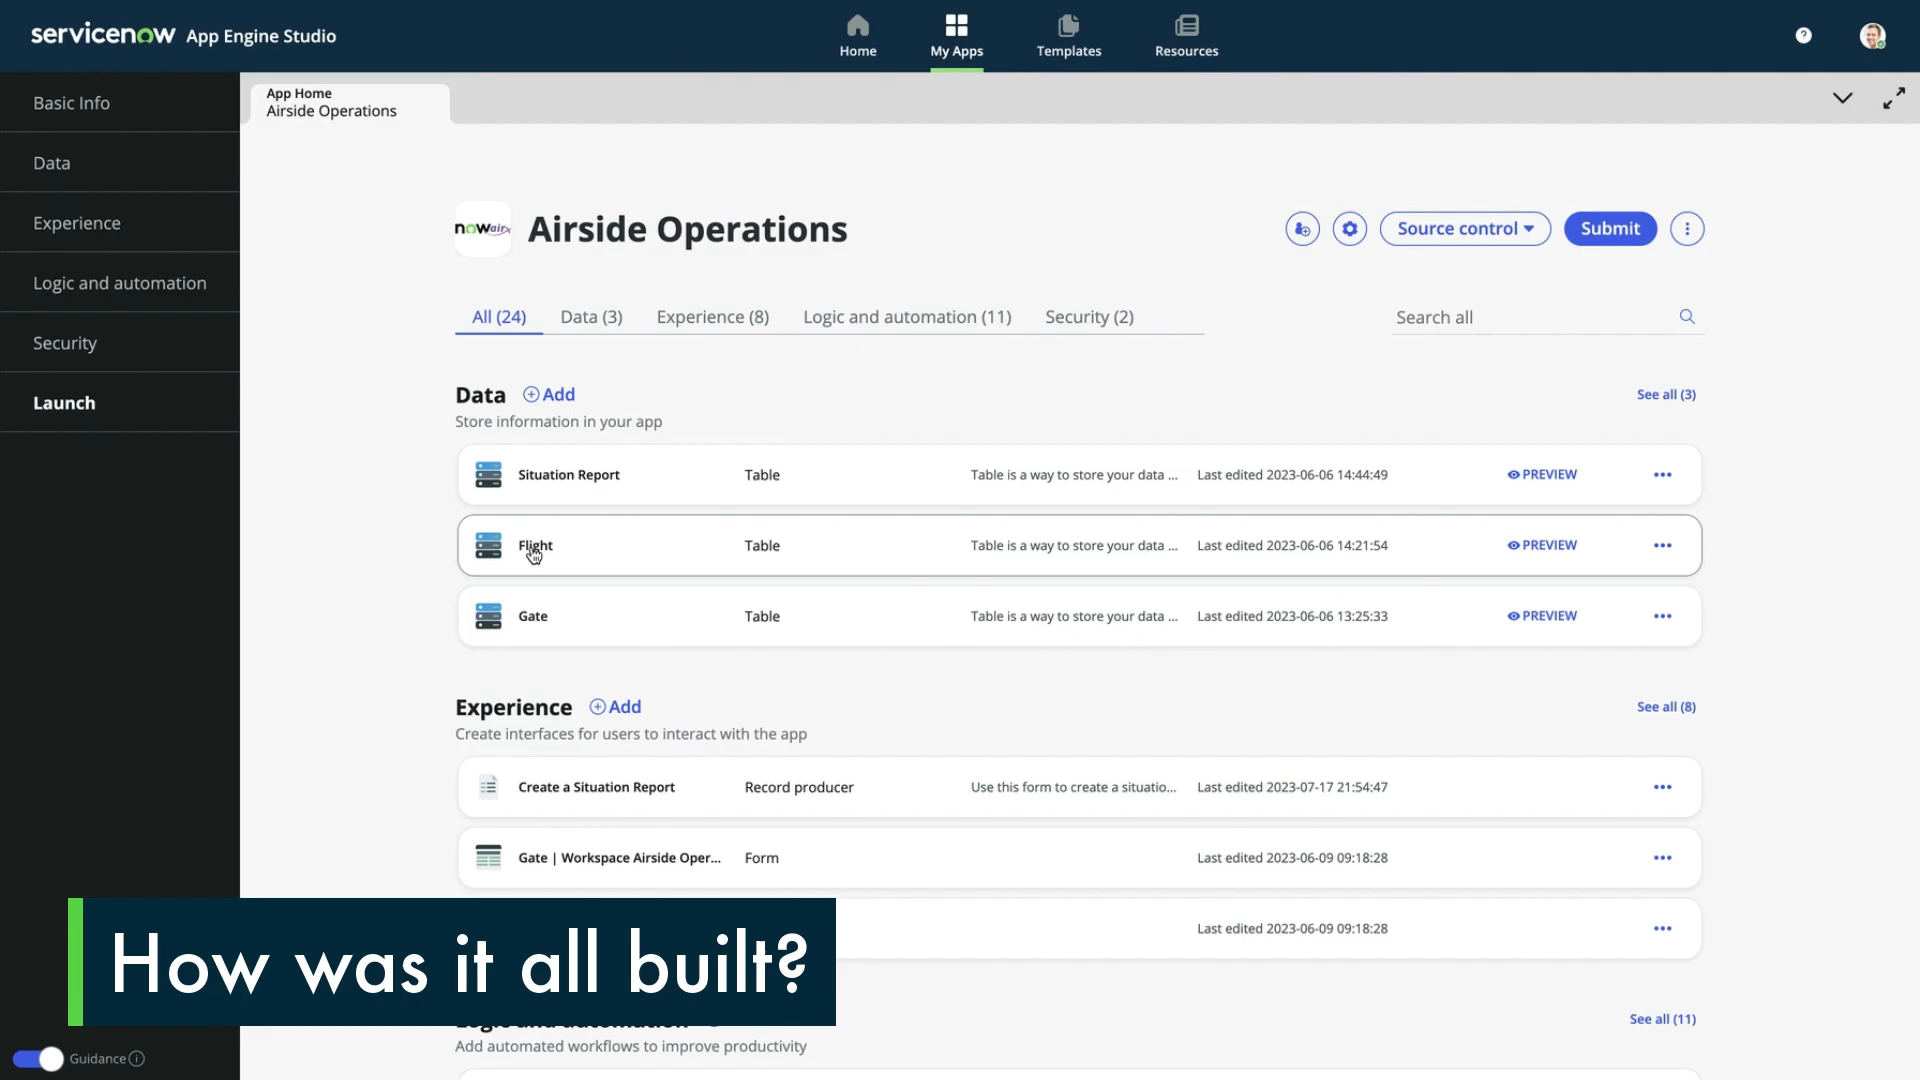 servicenow App Engine Studio
Home
My Apps
Templates
Resources
?
Basic Info
Data
Experience
Logic and automation
Security
Launch
App Home
Airside Operations
nowair
Airside Operations
Source control
Submit
All (24)
Data (3)
Experience (8)
Logic and automation (11)
Security (2)
Search all
Data
Add
See all (3)
Store information in your app
Situation Report Table Table is a way to store your data ... Last edited 2023-06-06 14:44:49 PREVIEW
Flight Table Table is a way to store your data ... Last edited 2023-06-06 14:21:54 PREVIEW
Gate Table Table is a way to store your data ... Last edited 2023-06-06 13:25:33 PREVIEW
Experience
Add
See all (8)
Create interfaces for users to interact with the app
Create a Situation Report Record producer Use this form to create a situatio... Last edited 2023-07-17 21:54:47
Gate | Workspace Airside Oper... Form Last edited 2023-06-09 09:18:28
Last edited 2023-06-09 09:18:28
How was it all built?
See all (11)
Add automated workflows to improve productivity
Guidance